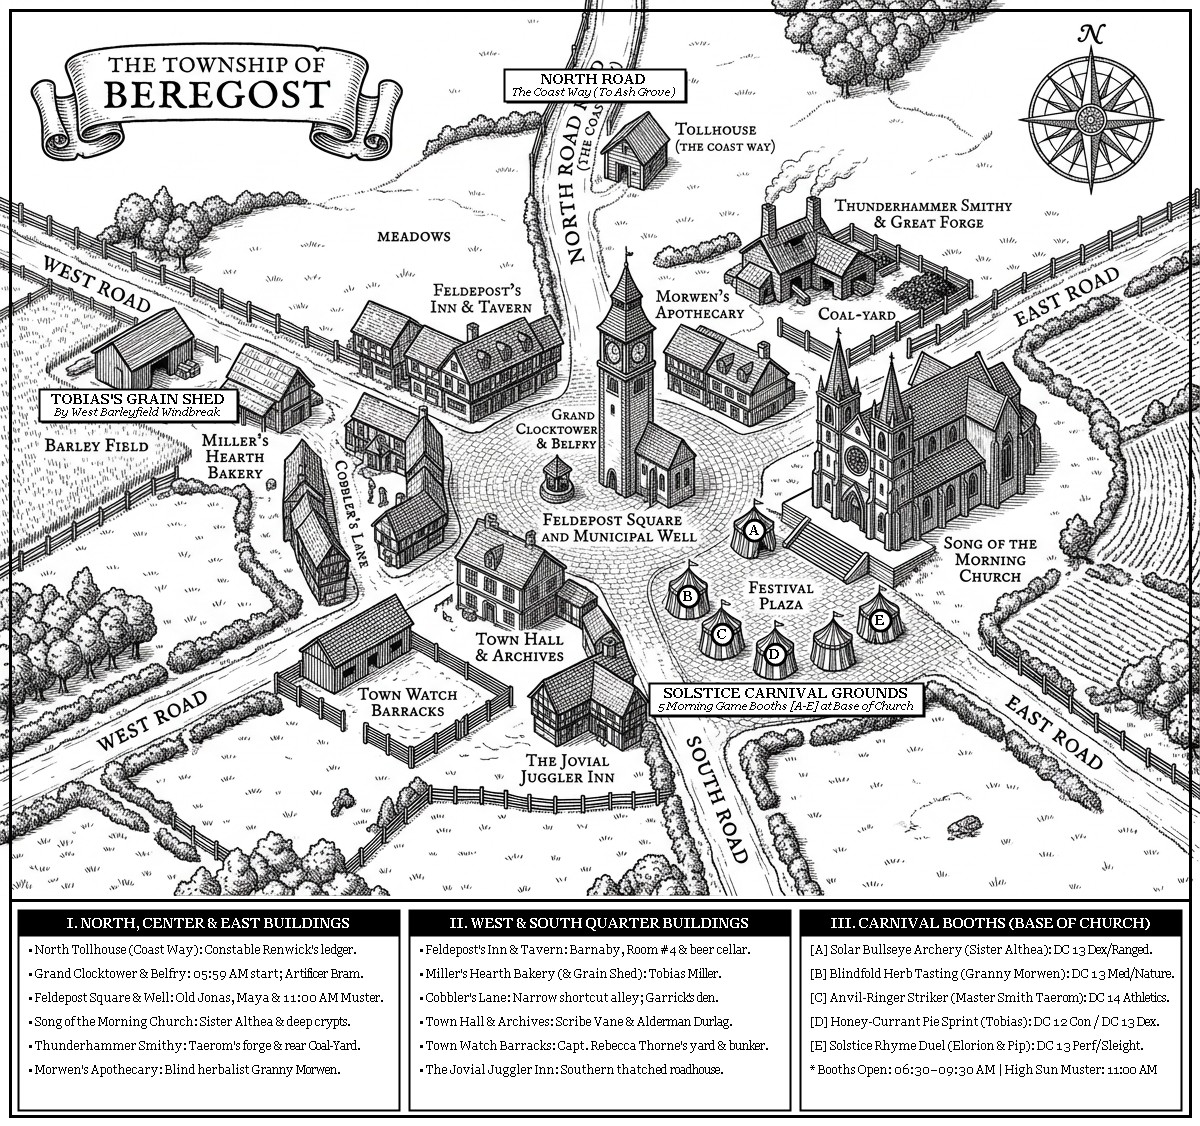 THE TOWNSHIP OF
BEREGOST
N
NORTH ROAD
The Coast Way (To Ash Grove)
NORTH ROAD
(THE COAS
TOLLHOUSE
(THE COAST WAY)
THUNDERHAMMER SMITHY
& GREAT FORGE
MEADOWS
WEST ROAD
EAST ROAD
FELDEPOST'S
INN & TAVERN
MORWEN'S
APOTHECARY
COAL-YARD
TOBIAS'S GRAIN SHED
By West Barleyfield Windbreak
GRAND
CLOCKTOWER
& BELFRY
BARLEY FIELD
MILLER'S
HEARTH
BAKERY
COBBLER'S LANE
FELDEPOST SQUARE
AND MUNICIPAL WELL
A
SONG OF THE
MORNING
CHURCH
B
FESTIVAL
PLAZA
C
D
E
TOWN HALL
& ARCHIVES
TOWN WATCH
BARRACKS
SOLSTICE CARNIVAL GROUNDS
5 Morning Game Booths [A-E] at Base of Church
WEST ROAD
EAST ROAD
THE JOVIAL
JUGGLER INN
SOUTH ROAD
I. NORTH, CENTER & EAST BUILDINGS
• North Tollhouse (Coast Way): Constable Renwick's ledger.
• Grand Clocktower & Belfry: 05:59 AM start; Artificer Bram.
• Feldepost Square & Well: Old Jonas, Maya & 11:00 AM Muster.
• Song of the Morning Church: Sister Althea & deep crypts.
• Thunderhammer Smithy: Taerom's forge & rear Coal-Yard.
• Morwen's Apothecary: Blind herbalist Granny Morwen.
II. WEST & SOUTH QUARTER BUILDINGS
• Feldepost's Inn & Tavern: Barnaby, Room #4 & beer cellar.
• Miller's Hearth Bakery (& Grain Shed): Tobias Miller.
• Cobbler's Lane: Narrow shortcut alley; Garrick's den.
• Town Hall & Archives: Scribe Vane & Alderman Durlag.
• Town Watch Barracks: Capt. Rebecca Thorne's yard & bunker.
• The Jovial Juggler Inn: Southern thatched roadhouse.
III. CARNIVAL BOOTHS (BASE OF CHURCH)
[A] Solar Bullseye Archery (Sister Althea): DC 13 Dex/Ranged.
[B] Blindfold Herb Tasting (Granny Morwen): DC 13 Med/Nature.
[C] Anvil-Ringer Striker (Master Smith Taerom): DC 14 Athletics.
[D] Honey-Currant Pie Sprint (Tobias): DC 12 Con / DC 13 Dex.
[E] Solstice Rhyme Duel (Elorion & Pip): DC 13 Perf/Sleight.
* Booths Open: 06:30–09:30 AM | High Sun Muster: 11:00 AM